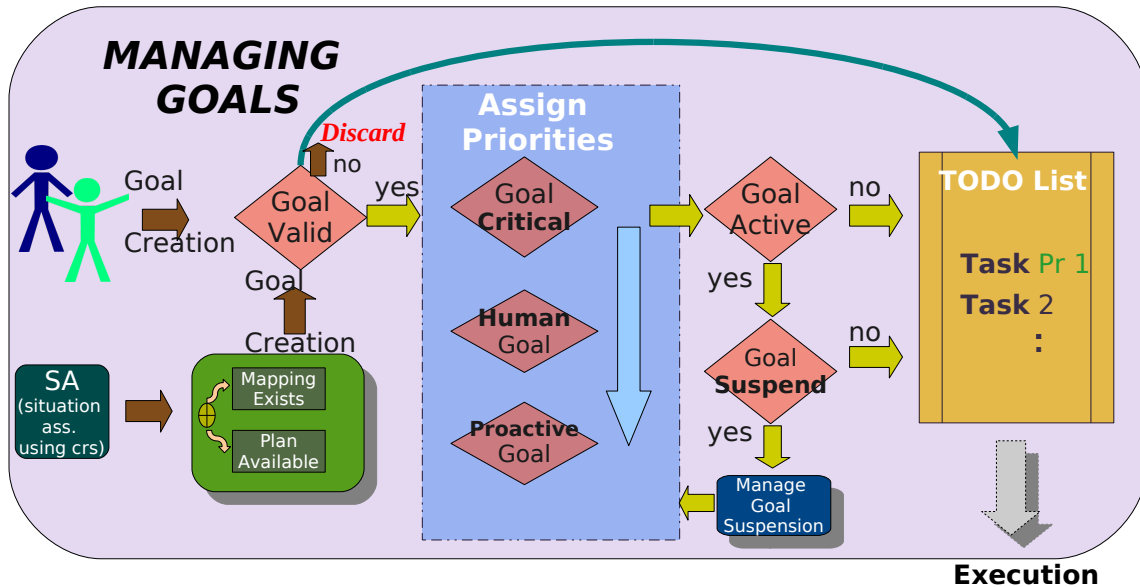 MANAGING
GOALS
Discard
no
Goal
Creation
Goal
Valid
yes
Goal
Creation
SA
(situation
ass.
using crs)
Mapping
Exists
Plan
Available
Assign
Priorities
Goal
Critical
Human
Goal
Proactive
Goal
Goal
Active
no
yes
Goal
Suspend
no
yes
Manage
Goal
Suspension
TODO List
Task Pr 1
Task 2
:
Execution